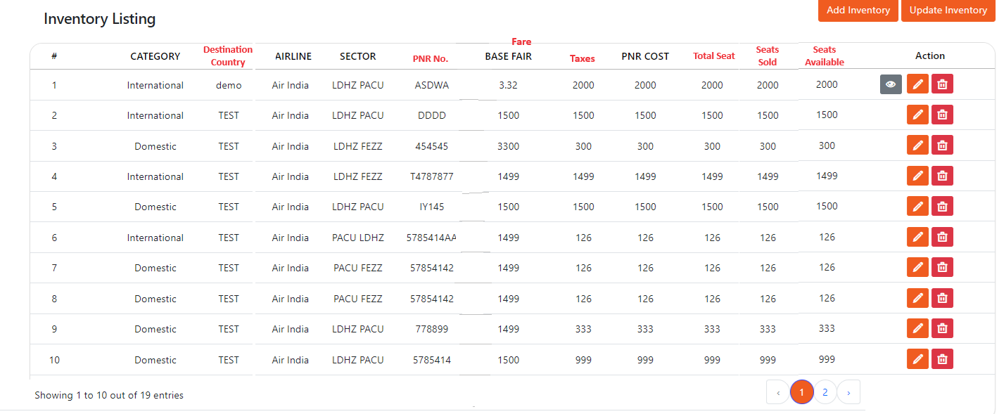 Inventory Listing
Add Inventory
Update Inventory
# CATEGORY Destination Country AIRLINE SECTOR PNR No. Fare BASE FAIR Taxes PNR COST Total Seat Seats Sold Seats Available Action
1 International demo Air India LDHZ PACU ASDWA 3.32 2000 2000 2000 2000 2000
2 International TEST Air India LDHZ PACU DDDD 1500 1500 1500 1500 1500 1500
3 Domestic TEST Air India LDHZ FEZZ 454545 3300 300 300 300 300 300
4 International TEST Air India LDHZ FEZZ T4787877 1499 1499 1499 1499 1499 1499
5 Domestic TEST Air India LDHZ PACU IY145 1500 1500 1500 1500 1500 1500
6 International TEST Air India PACU LDHZ 5785414AA 1499 126 126 126 126 126
7 Domestic TEST Air India PACU FEZZ 57854142 1499 126 126 126 126 126
8 Domestic TEST Air India PACU FEZZ 57854142 1499 126 126 126 126 126
9 Domestic TEST Air India LDHZ PACU 778899 1499 333 333 333 333 333
10 Domestic TEST Air India LDHZ PACU 5785414 1500 999 999 999 999 999
Showing 1 to 10 out of 19 entries
‹ 1 2 ›